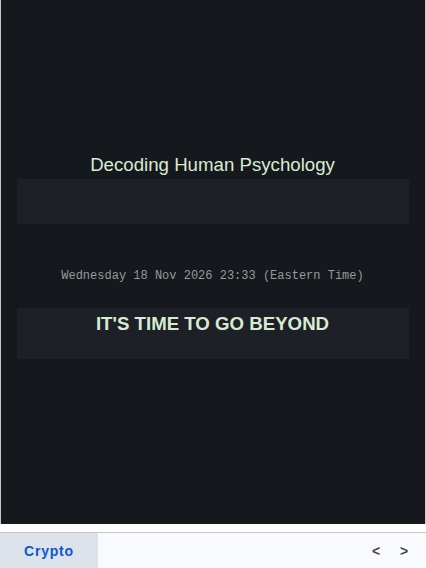 Decoding Human Psychology
Wednesday 18 Nov 2026 23:33 (Eastern Time)
IT'S TIME TO GO BEYOND
Crypto < >